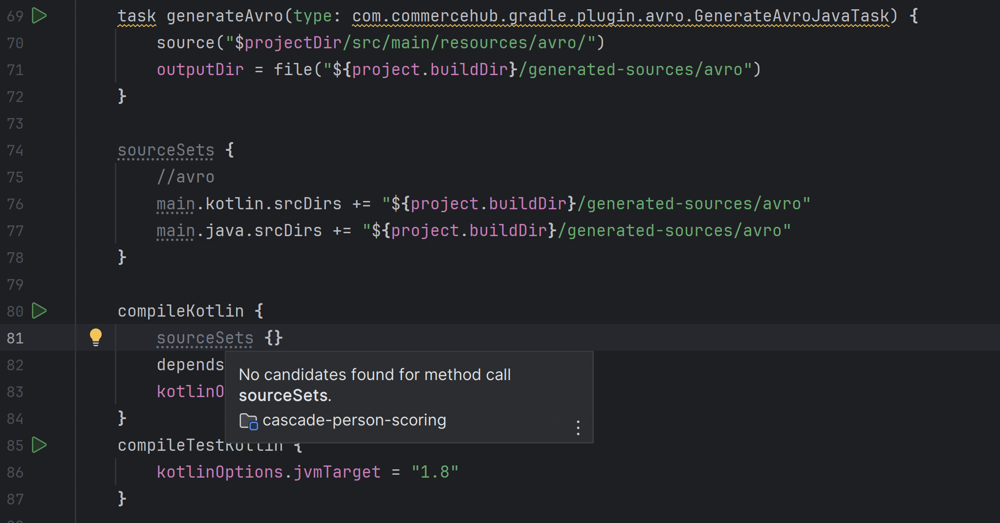 69 task generateAvro(type: com.commercehub.gradle.plugin.avro.GenerateAvroJavaTask) {
70 source("$projectDir/src/main/resources/avro/")
71 outputDir = file("${project.buildDir}/generated-sources/avro")
72 }
73
74 sourceSets {
75 //avro
76 main.kotlin.srcDirs += "${project.buildDir}/generated-sources/avro"
77 main.java.srcDirs += "${project.buildDir}/generated-sources/avro"
78 }
79
80 compileKotlin {
81 sourceSets {}
82 depends
83 kotlinO
No candidates found for method call
sourceSets.
cascade-person-scoring
84 }
85 compileTestKotlin {
86 kotlinOptions.jvmTarget = "1.8"
87 }